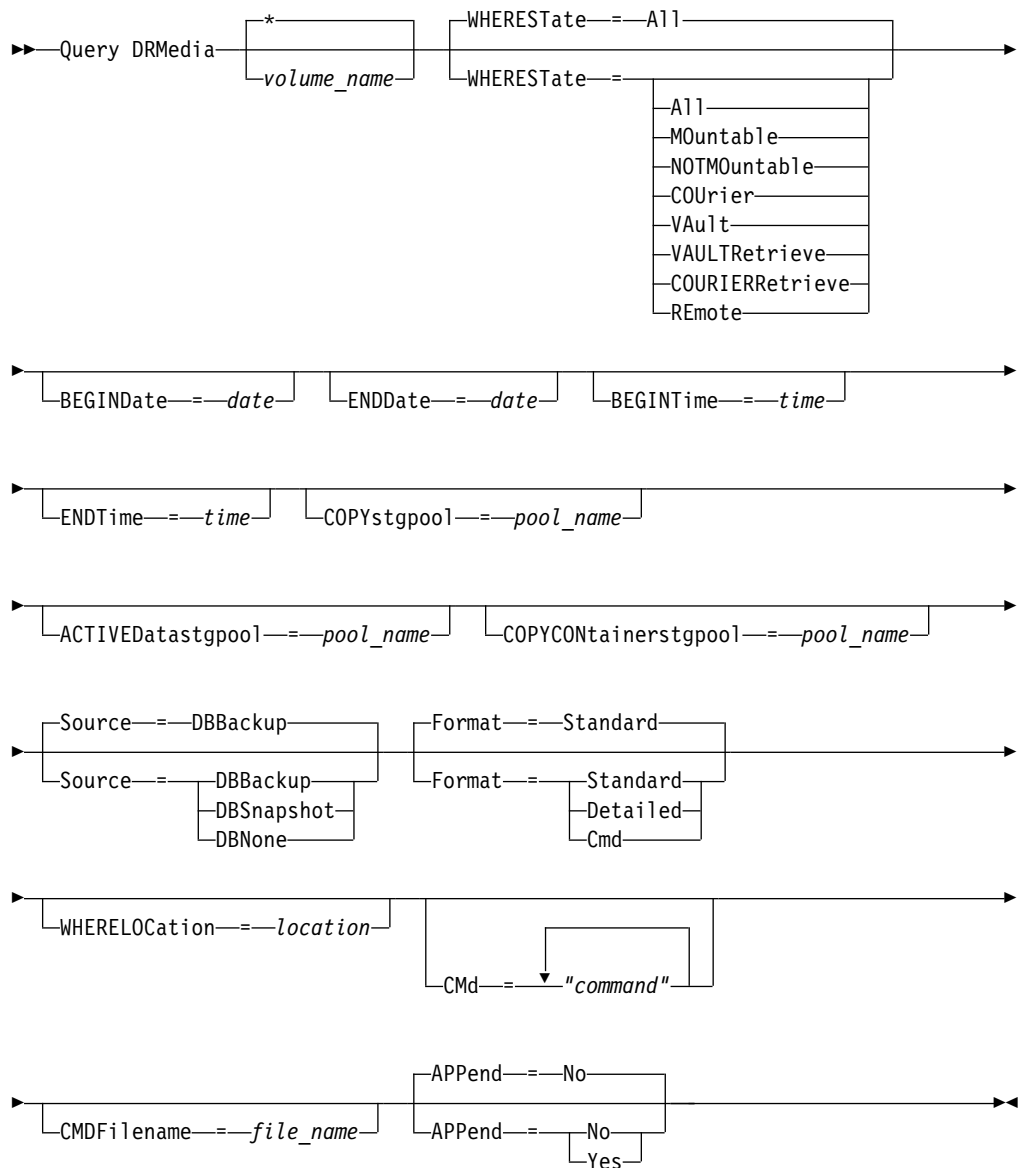 * WHERESTate = All
Query DRMedia
volume_name WHERESTate =
All
MOuntable
NOTMOuntable
COUrier
VAult
VAULTRetrieve
COURIERRetrieve
REmote
BEGINDate = date ENDDate = date BEGINTime = time
ENDTime = time COPYstgpool = pool_name
ACTIVEDatastgpool = pool_name COPYCONtainerstgpool = pool_name
Source = DBBackup Format = Standard
Source = DBBackup Format = Standard
DBSnapshot Detailed
DBNone Cmd
WHERELOCation = location
CMd = "command"
APPend = No
CMDFilename = file_name APPend = No
Yes